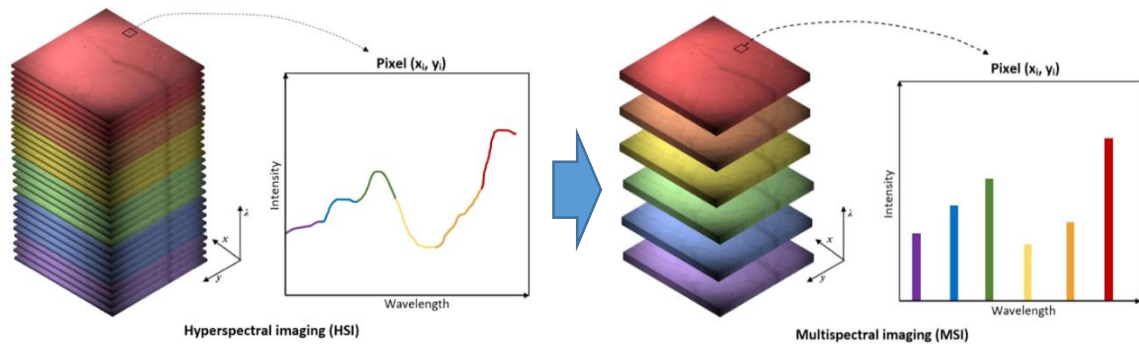 Pixel (xᵢ, yᵢ)
Intensity
λ
x
y
Wavelength
Hyperspectral imaging (HSI)
Pixel (xᵢ, yᵢ)
Intensity
λ
x
y
Wavelength
Multispectral imaging (MSI)